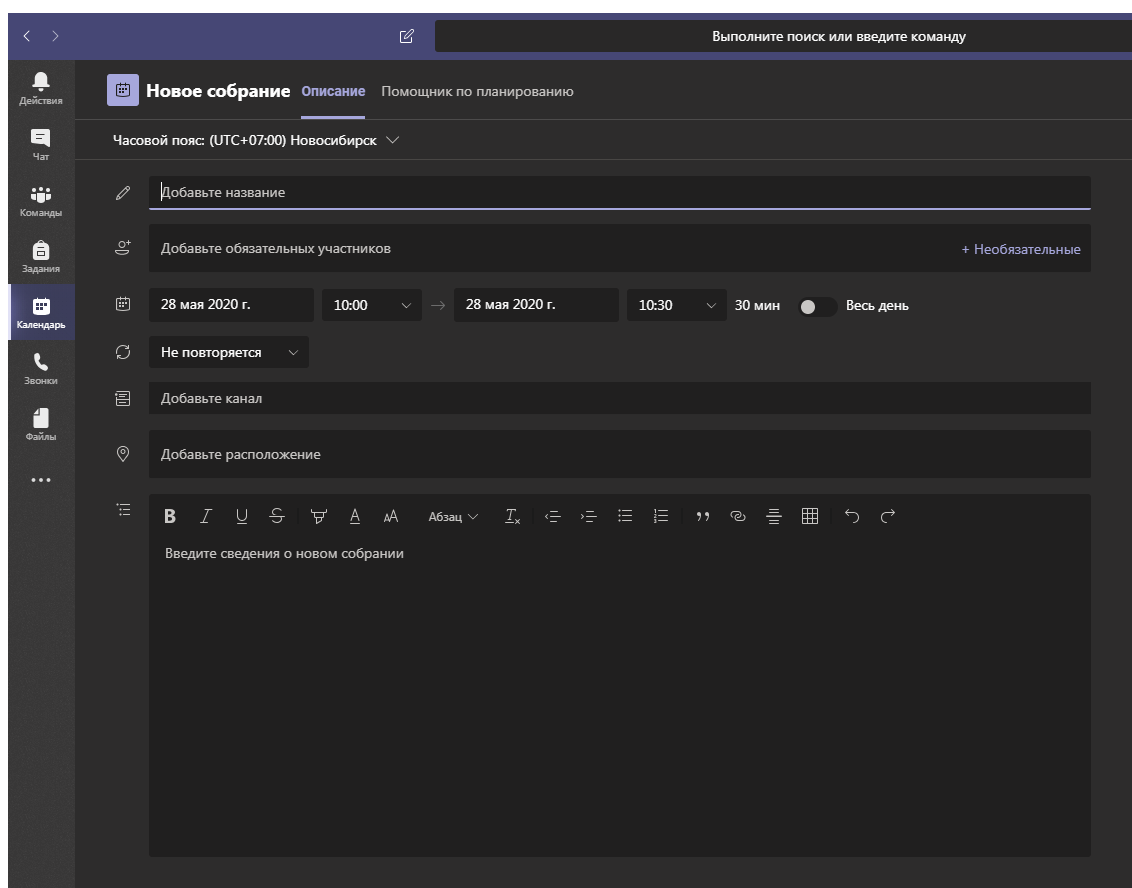 Выполните поиск или введите команду
Действия
Чат
Команды
Задания
Календарь
Звонки
Файлы
Новое собрание Описание Помощник по планированию
Часовой пояс: (UTC+07:00) Новосибирск
Добавьте название
Добавьте обязательных участников + Необязательные
28 мая 2020 г. 10:00 → 28 мая 2020 г. 10:30 30 мин Весь день
Не повторяется
Добавьте канал
Добавьте расположение
B I U S A AA Абзац Tx
Введите сведения о новом собрании